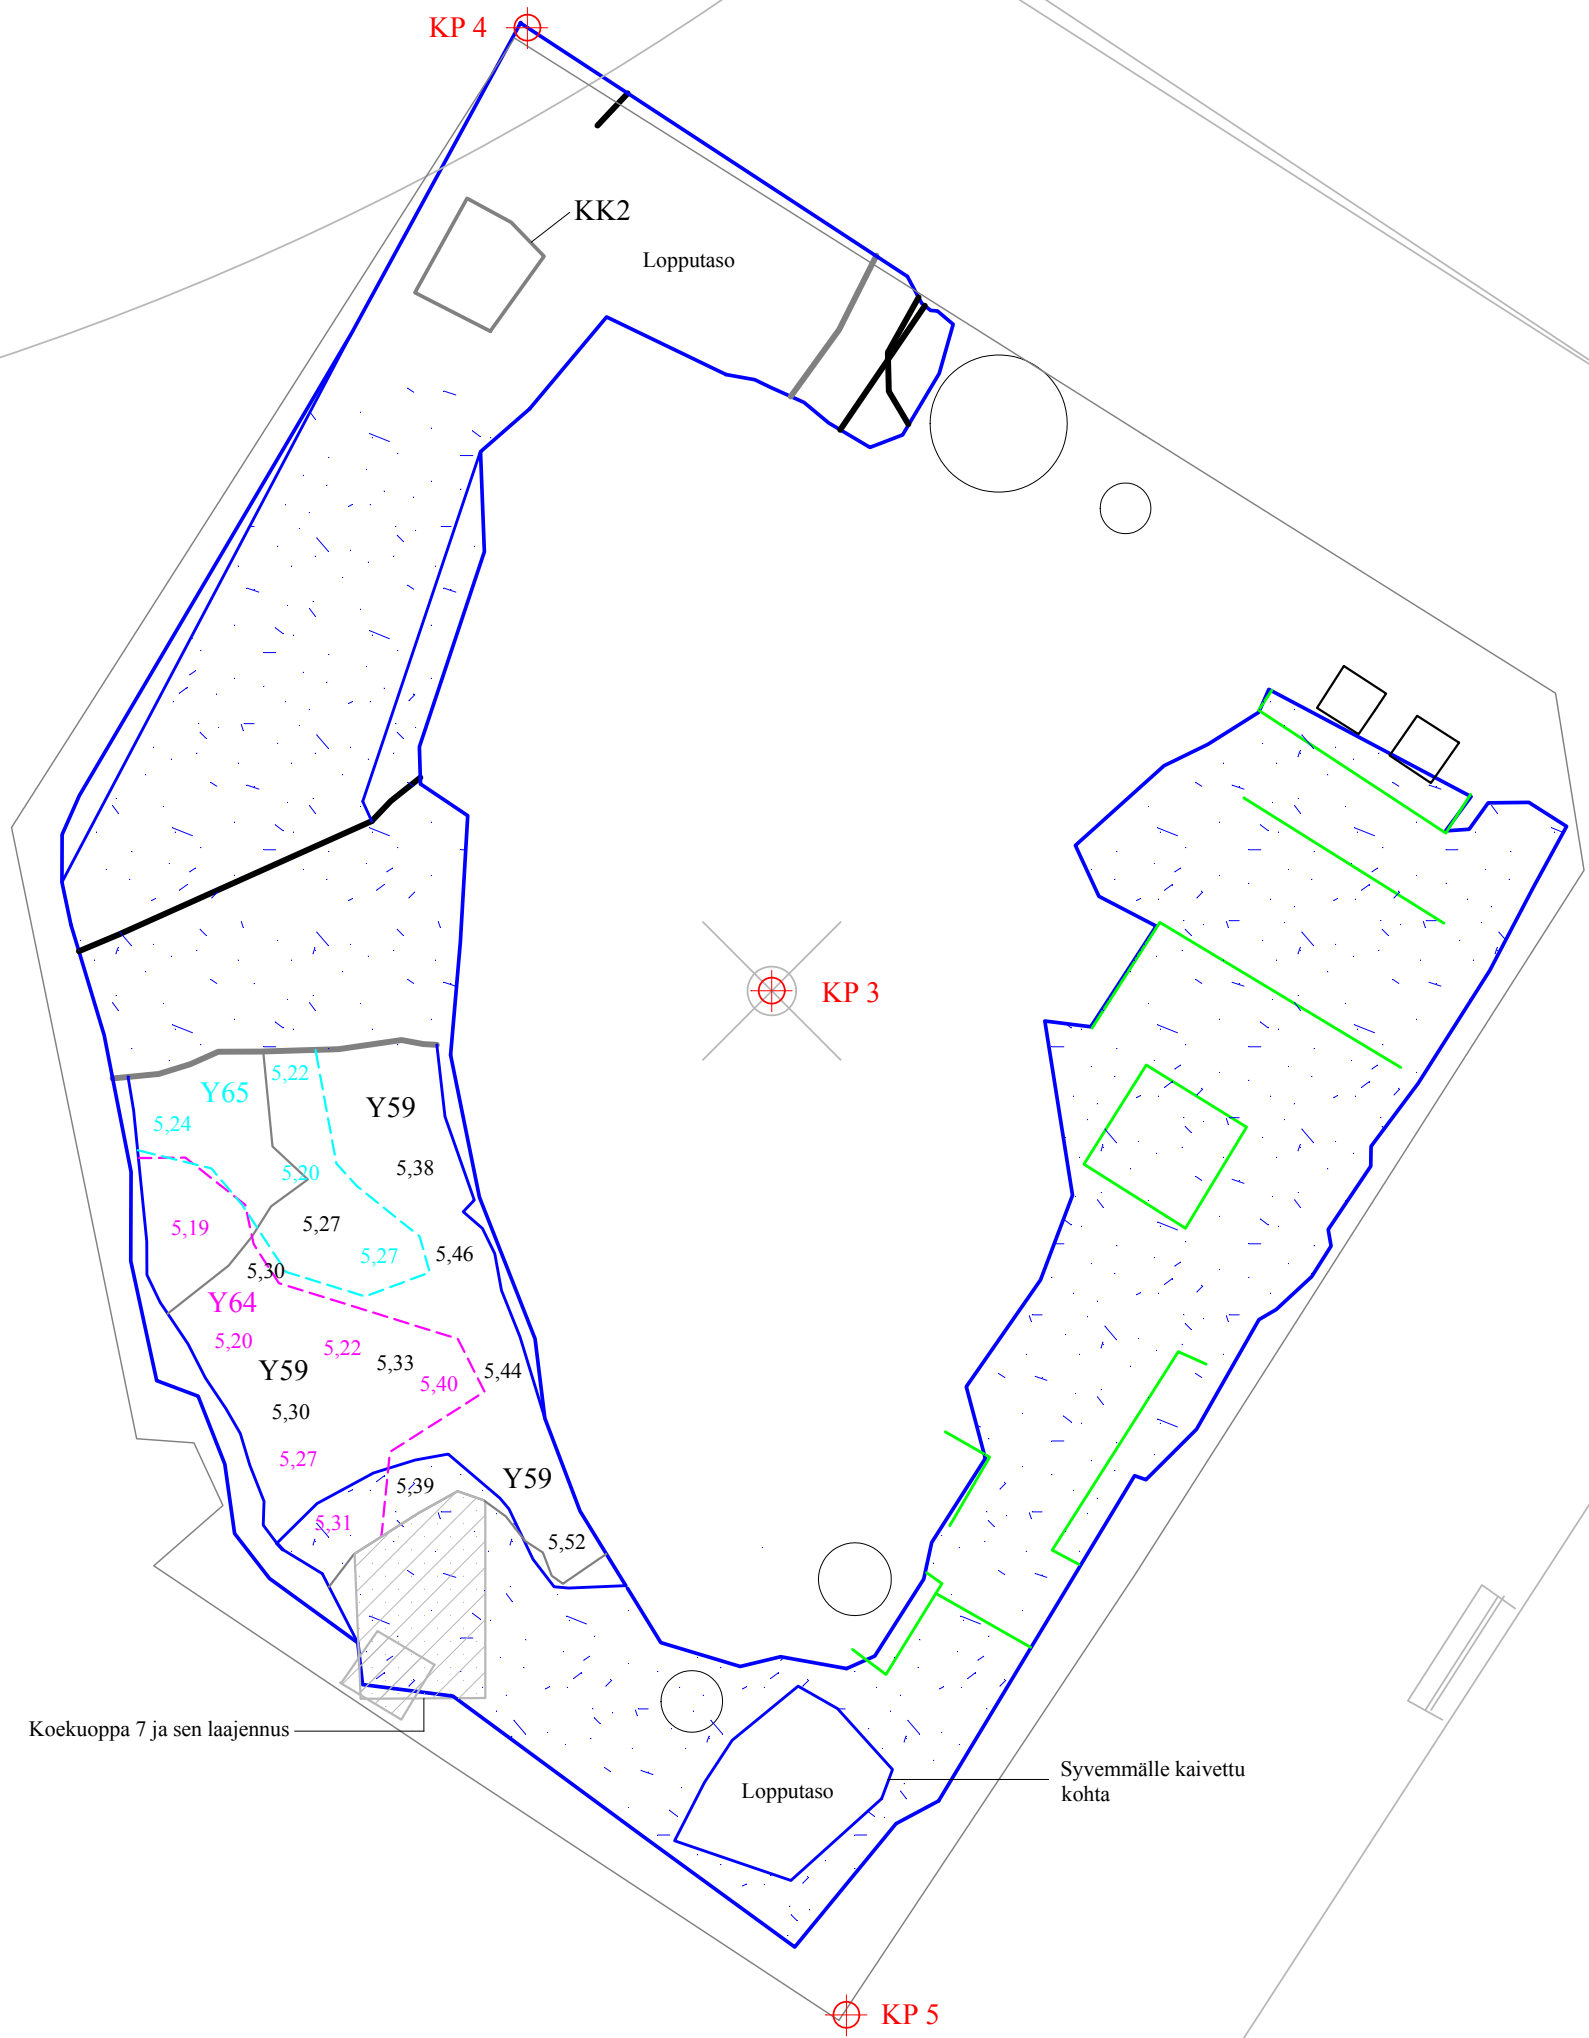 KP 4
KK2
Lopputaso
KP 3
5,22
Y65
Y59
5,24
5,38
5,20
5,19
5,27
5,27
5,46
5,30
Y64
5,20
5,22
5,33
Y59
5,44
5,40
5,30
5,27
Y59
5,39
5,31
5,52
Koekuoppa 7 ja sen laajennus
Syvemmälle kaivettu
kohta
Lopputaso
KP 5